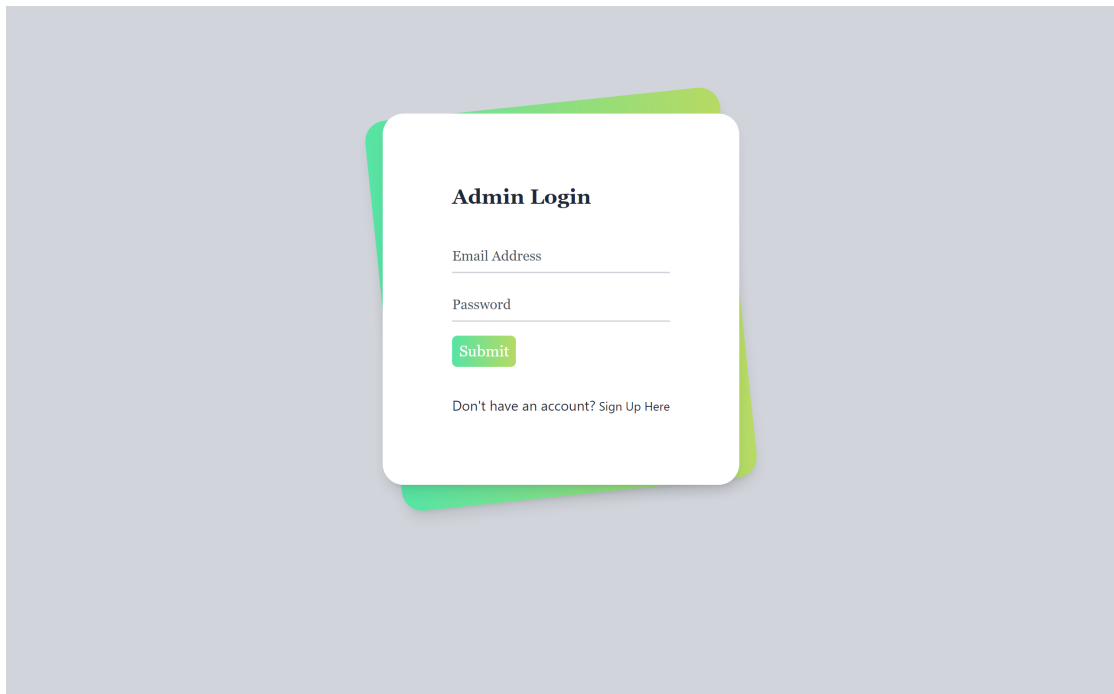 Admin Login
Email Address
Password
Submit
Don't have an account? Sign Up Here